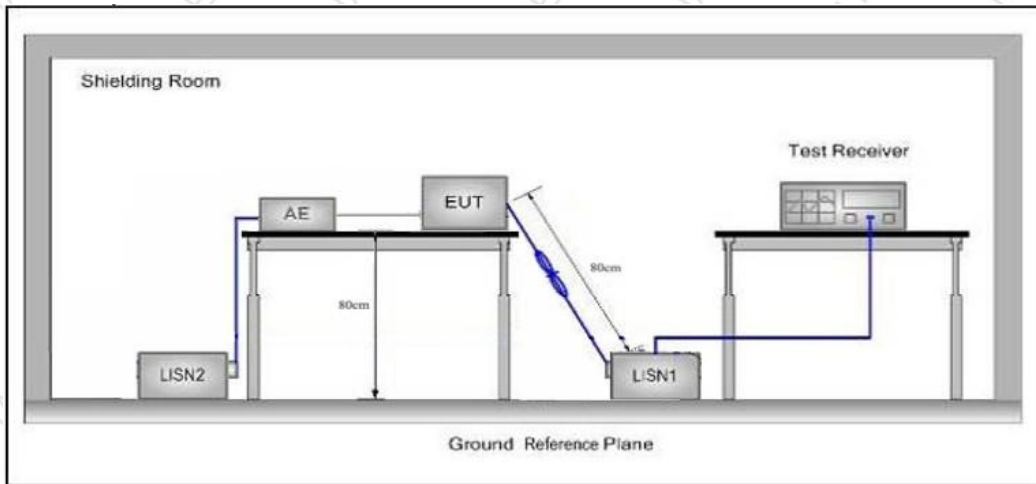 Shielding Room
Test Receiver
AE
EUT
80cm
80cm
LISN2
LISN1
Ground Reference Plane